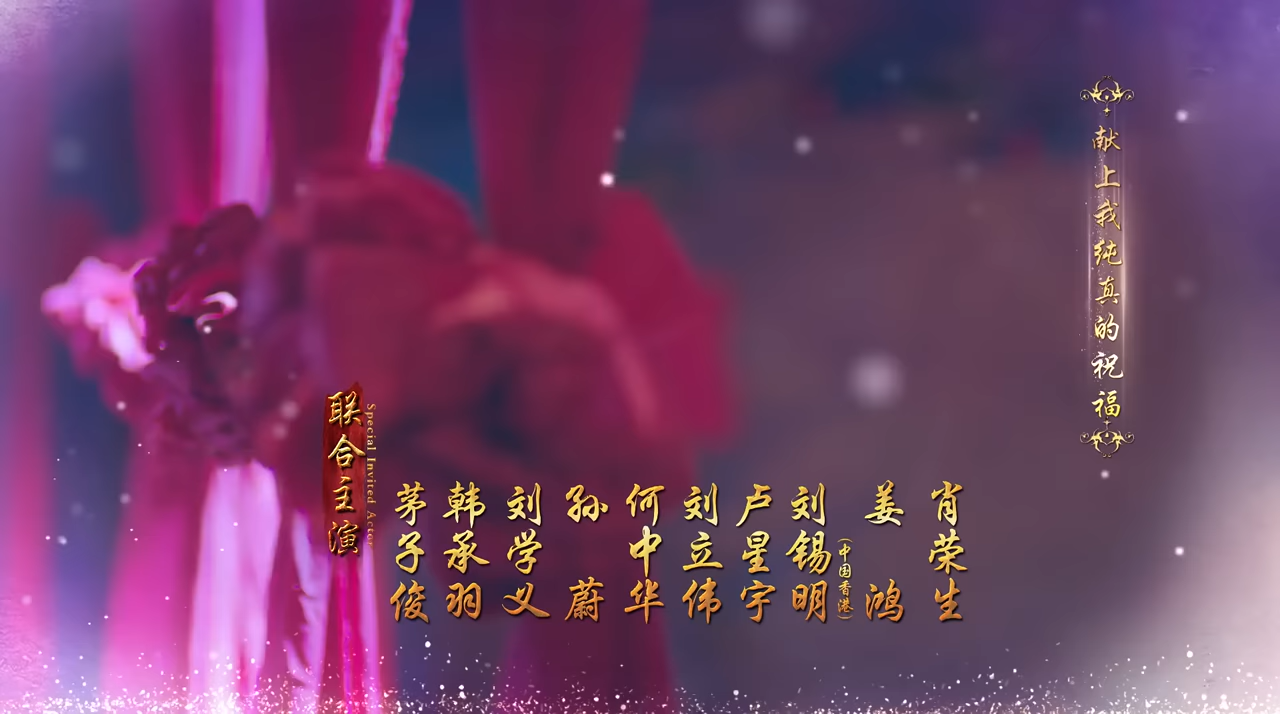 献上我纯真的祝福
联合主演
Special Invited Actor
茅子俊
韩承羽
刘学义
孙蔚
何中华
刘立伟
卢星宇
刘锡明
(中国香港)
姜鸿
肖荣生